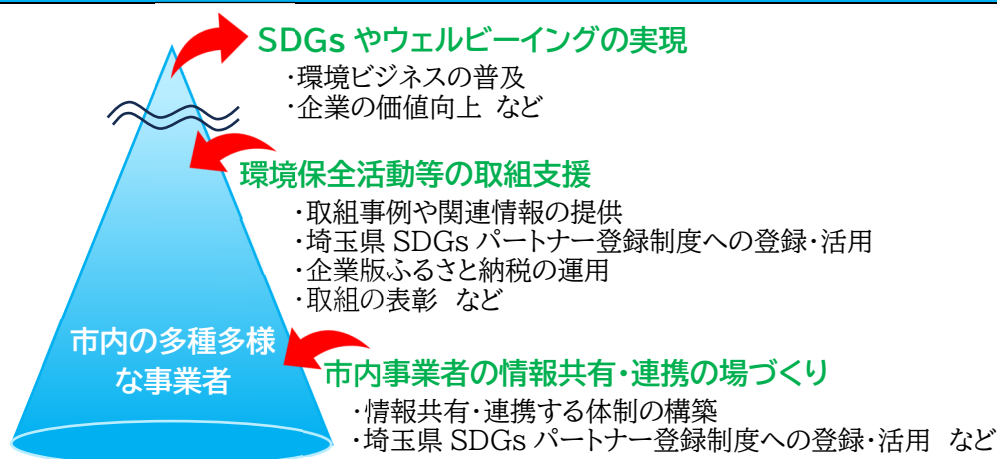 SDGs やウェルビーイングの実現
・環境ビジネスの普及
・企業の価値向上 など
環境保全活動等の取組支援
・取組事例や関連情報の提供
・埼玉県 SDGs パートナー登録制度への登録・活用
・企業版ふるさと納税の運用
・取組の表彰 など
市内の多種多様
な事業者
市内事業者の情報共有・連携の場づくり
・情報共有・連携する体制の構築
・埼玉県 SDGs パートナー登録制度への登録・活用 など